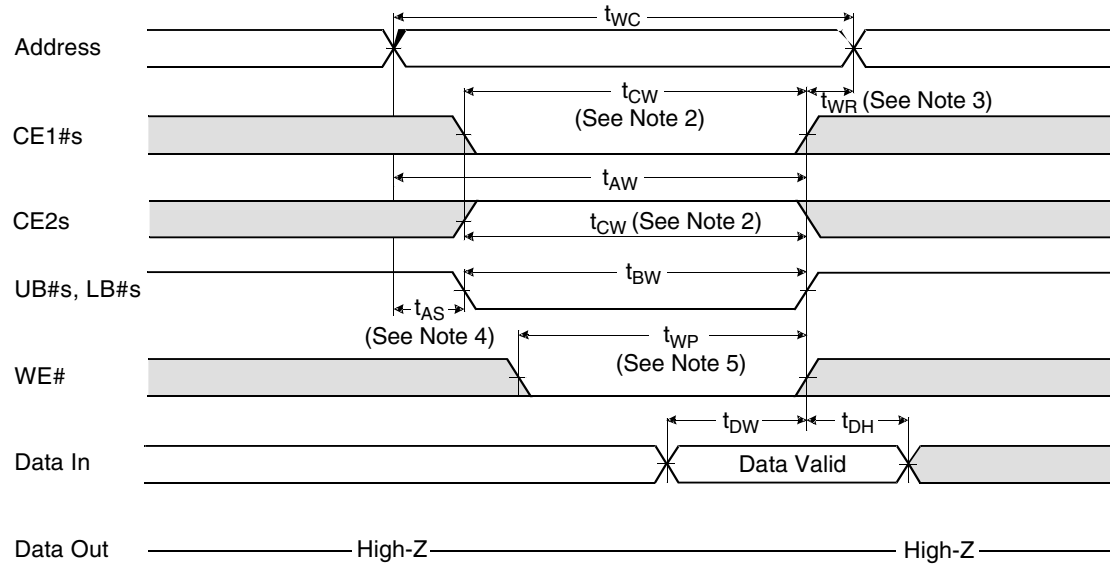 tWC
Address
tCW
(See Note 2)
tWR (See Note 3)
CE1#s
tAW
CE2s
tCW (See Note 2)
tBW
UB#s, LB#s
tAS
(See Note 4)
tWP
(See Note 5)
WE#
tDW
tDH
Data In
Data Valid
Data Out
High-Z
High-Z